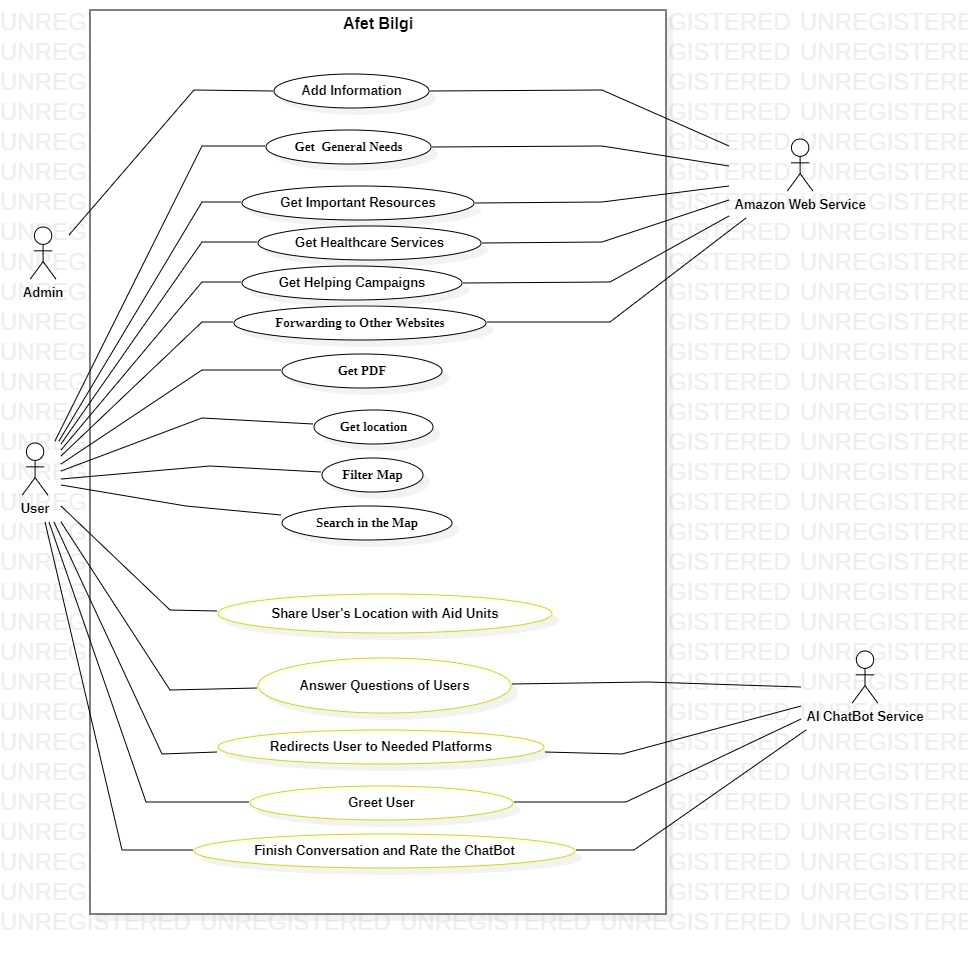 Afet Bilgi
Add Information
Get  General Needs
Get Important Resources
Get Healthcare Services
Get Helping Campaigns
Forwarding to Other Websites
Get PDF
Get location
Filter Map
Search in the Map
Share User's Location with Aid Units
Answer Questions of Users
Redirects User to Needed Platforms
Greet User
Finish Conversation and Rate the ChatBot
Admin
User
Amazon Web Service
AI ChatBot Service
UNREGISTERED UNREGISTERED UNREGISTERED UNREGISTERED